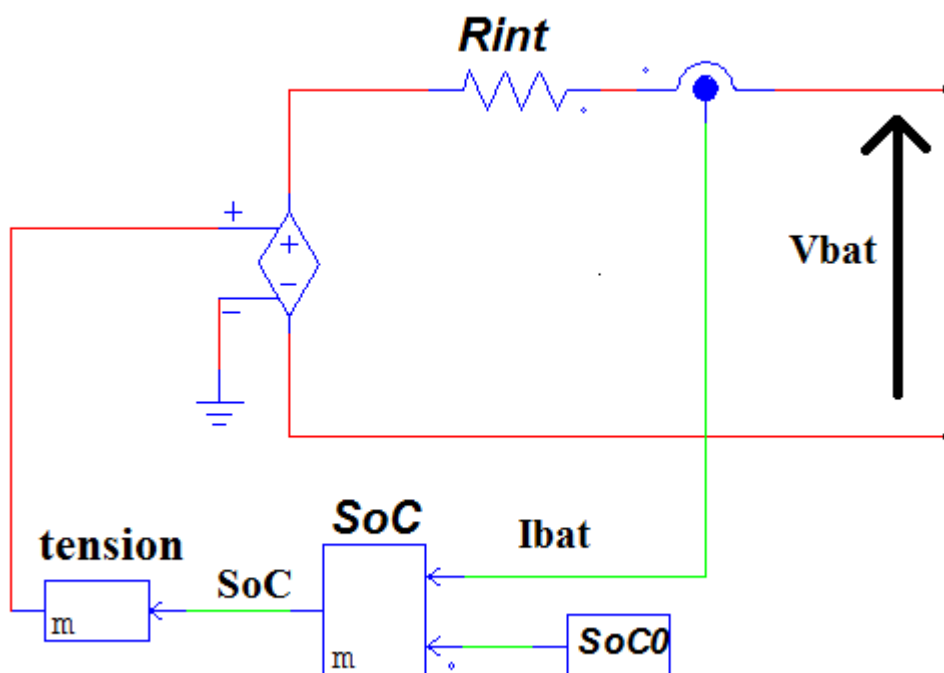 Rint
+
+
−
−
Vbat
SoC
Ibat
tension
SoC
m
m
SoC0